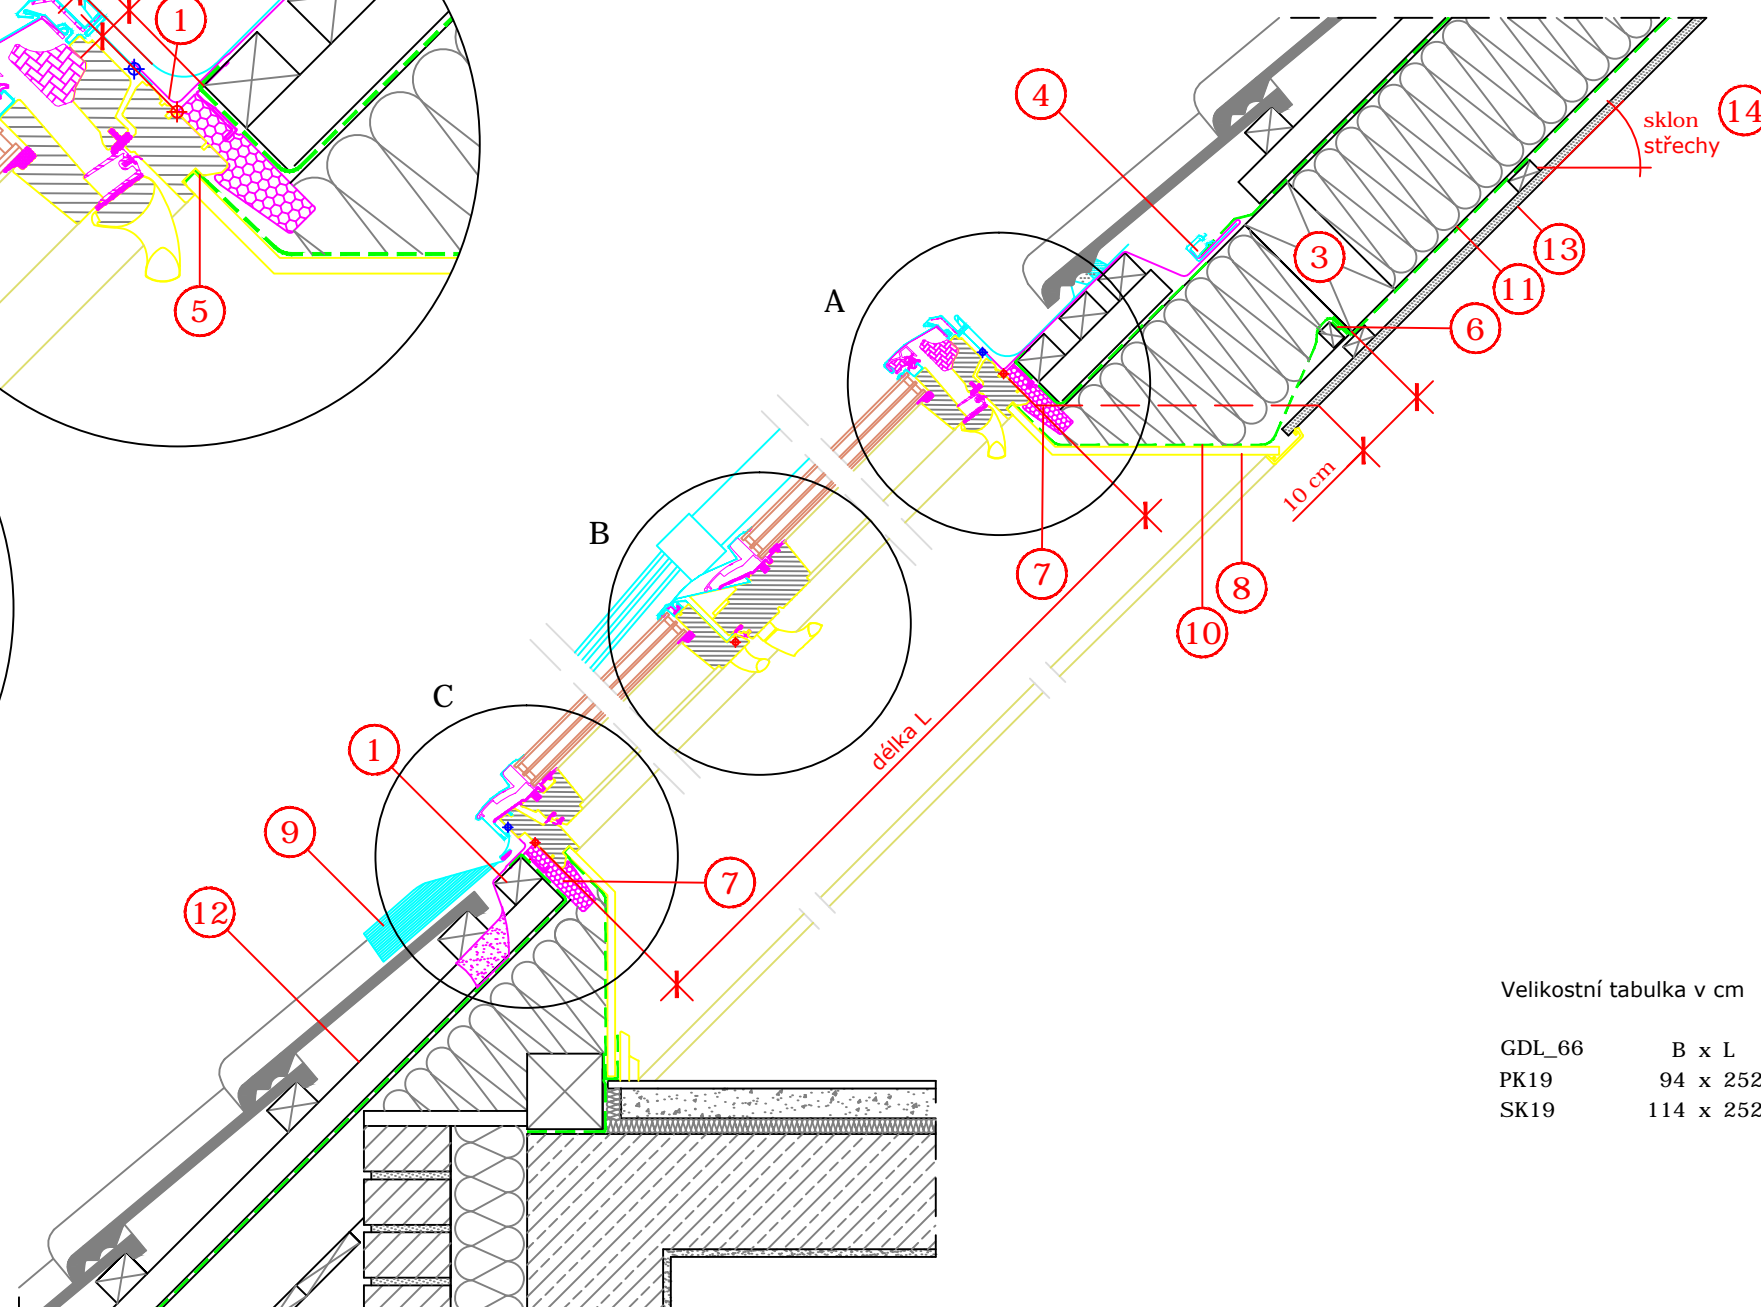 1
5
4
sklon
střechy
14
3
13
11
6
A
10 cm
B
7
8
10
délka L
C
1
9
7
12
Velikostní tabulka v cm
GDL_66 B x L
PK19 94 x 252
SK19 114 x 252